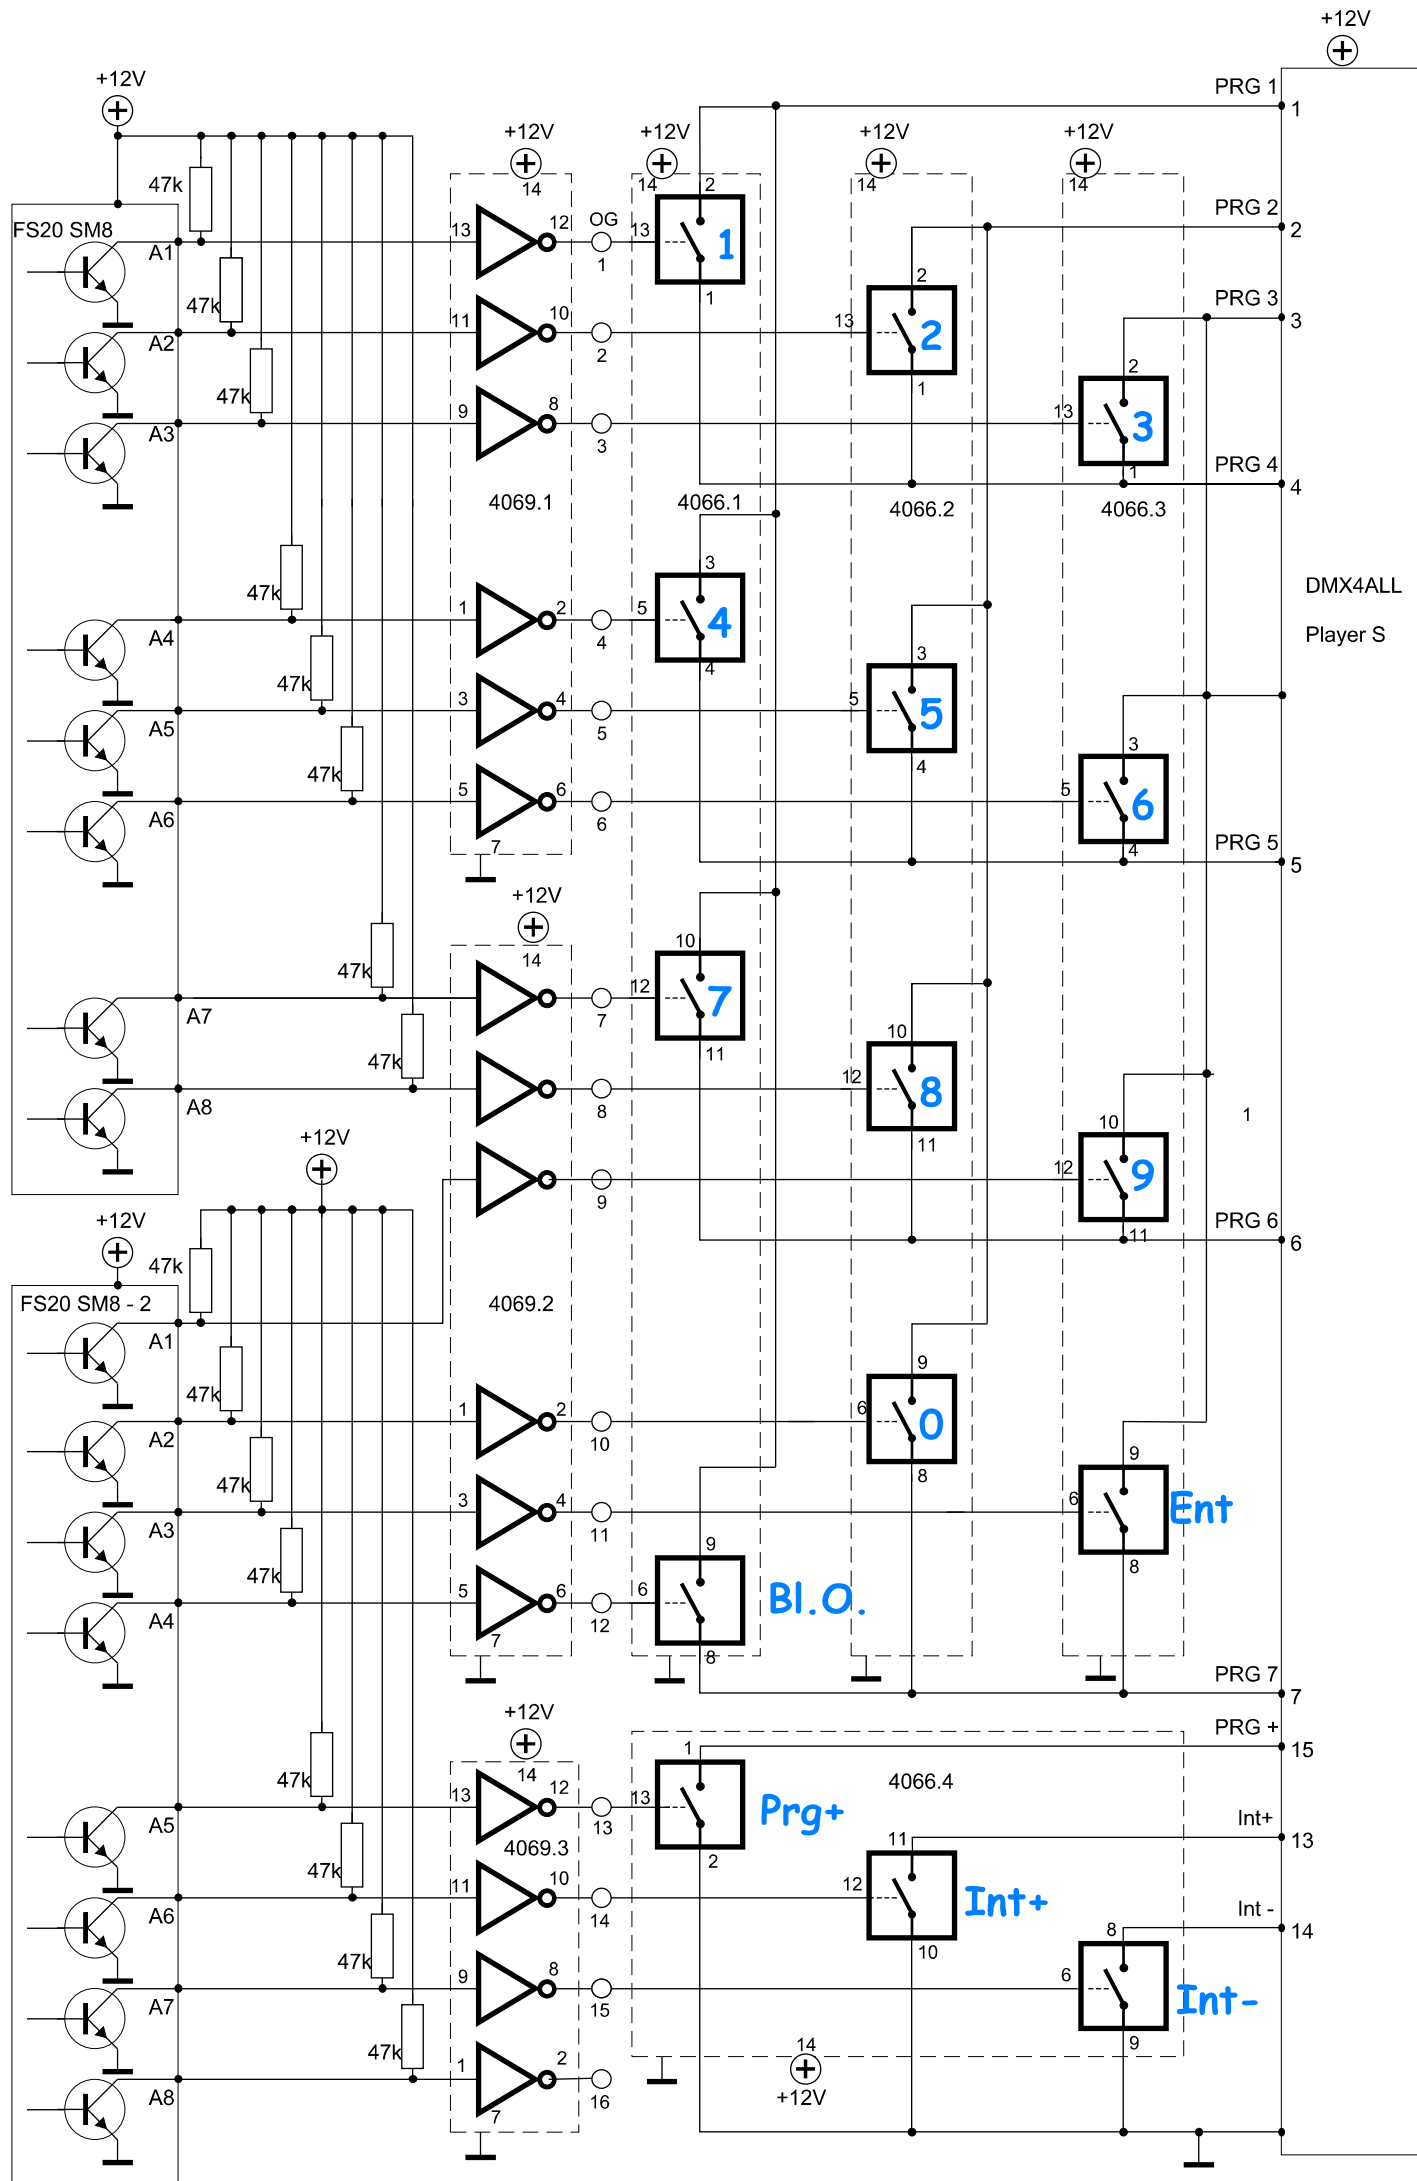 +12V
PRG 1
1
+12V
+12V
+12V
+12V
+12V
14
14
14
14
47k
2
PRG 2
2
FS20 SM8
A1
13
12
OG
1
13
1
1
47k
2
PRG 3
3
A2
11
10
2
13
2
1
47k
2
A3
9
8
3
13
3
1
PRG 4
4
4069.1
4066.1
4066.2
4066.3
DMX4ALL
Player S
47k
3
A4
1
2
4
5
4
4
47k
3
A5
3
4
5
5
5
4
47k
3
A6
5
6
6
5
6
4
7
PRG 5
5
+12V
14
47k
10
A7
7
12
7
11
47k
10
A8
8
12
8
11
1
10
9
12
9
11
+12V
PRG 6
6
+12V
47k
FS20 SM8 - 2
A1
4069.2
47k
9
A2
1
2
10
6
0
8
47k
9
A3
3
4
11
6
Ent
8
47k
9
A4
5
6
12
6
Bl.O.
8
7
PRG 7
7
+12V
PRG +
15
14
1
4066.4
47k
A5
13
12
13
13
Prg+
2
4069.3
Int+
13
47k
11
A6
11
10
14
12
Int+
10
Int -
14
47k
8
A7
9
8
15
6
Int-
9
47k
14
+12V
A8
1
2
16
7